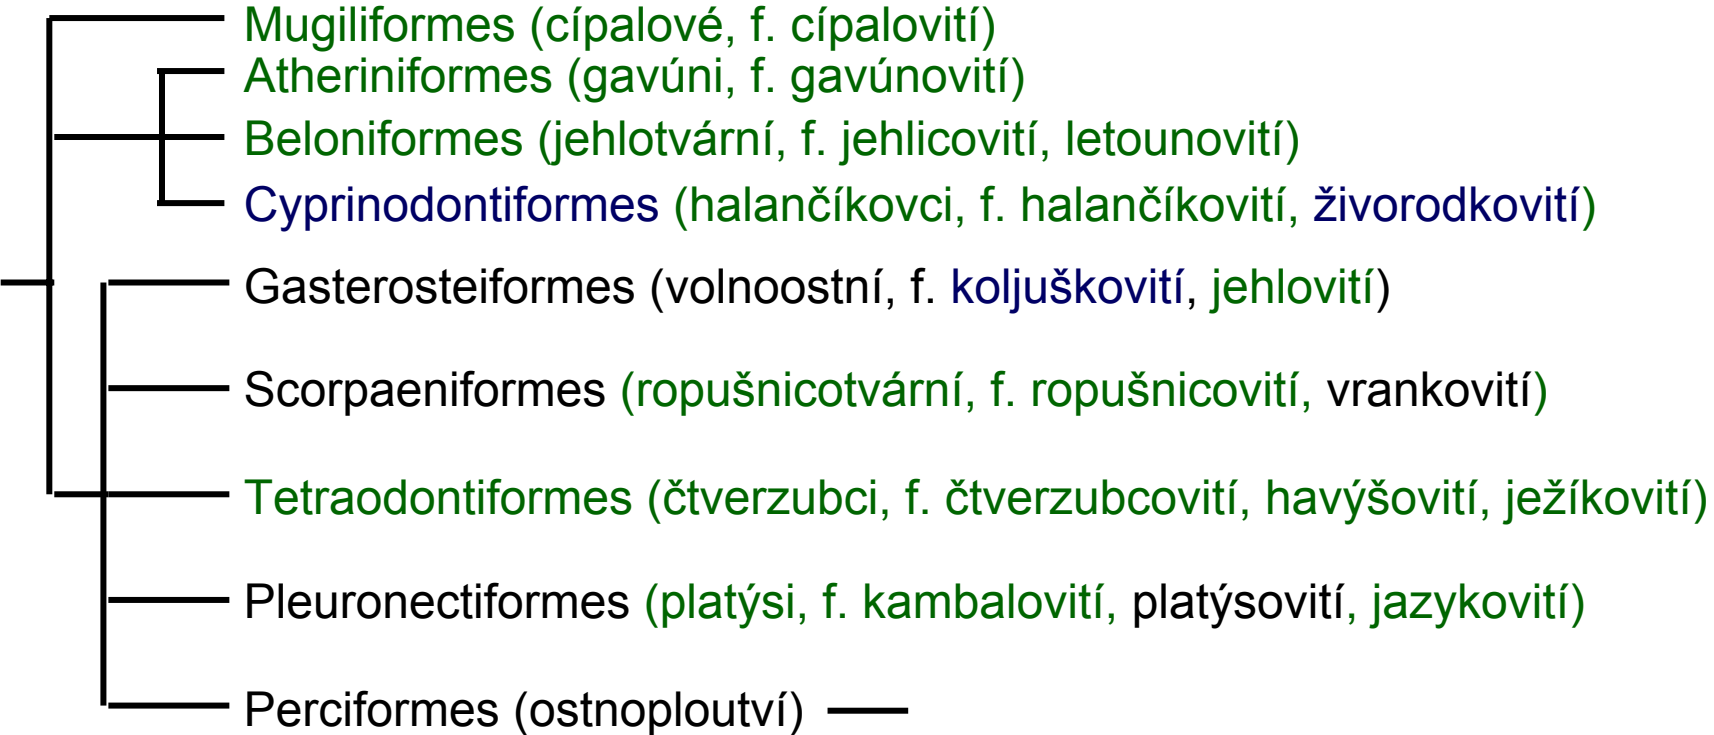 Mugiliformes (cípalové, f. cípalovití)
Atheriniformes (gavúni, f. gavúnovití)
Beloniformes (jehlotvární, f. jehlicovití, letounovití)
Cyprinodontiformes (halančíkovci, f. halančíkovití, živorodkovití)
Gasterosteiformes (volnoostní, f. koljuškovití, jehlovití)
Scorpaeniformes (ropušnicotvární, f. ropušnicovití, vrankovití)
Tetraodontiformes (čtverzubci, f. čtverzubcovití, havýšovití, ježíkovití)
Pleuronectiformes (platýsi, f. kambalovití, platýsovití, jazykovití)
Perciformes (ostnoploutví)